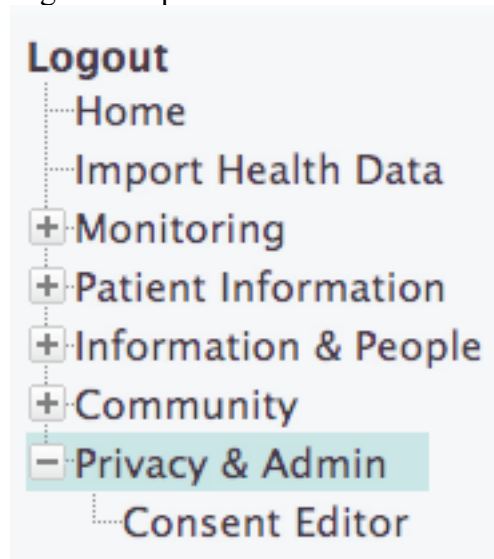 Logout
Home
Import Health Data
Monitoring
Patient Information
Information & People
Community
Privacy & Admin
Consent Editor